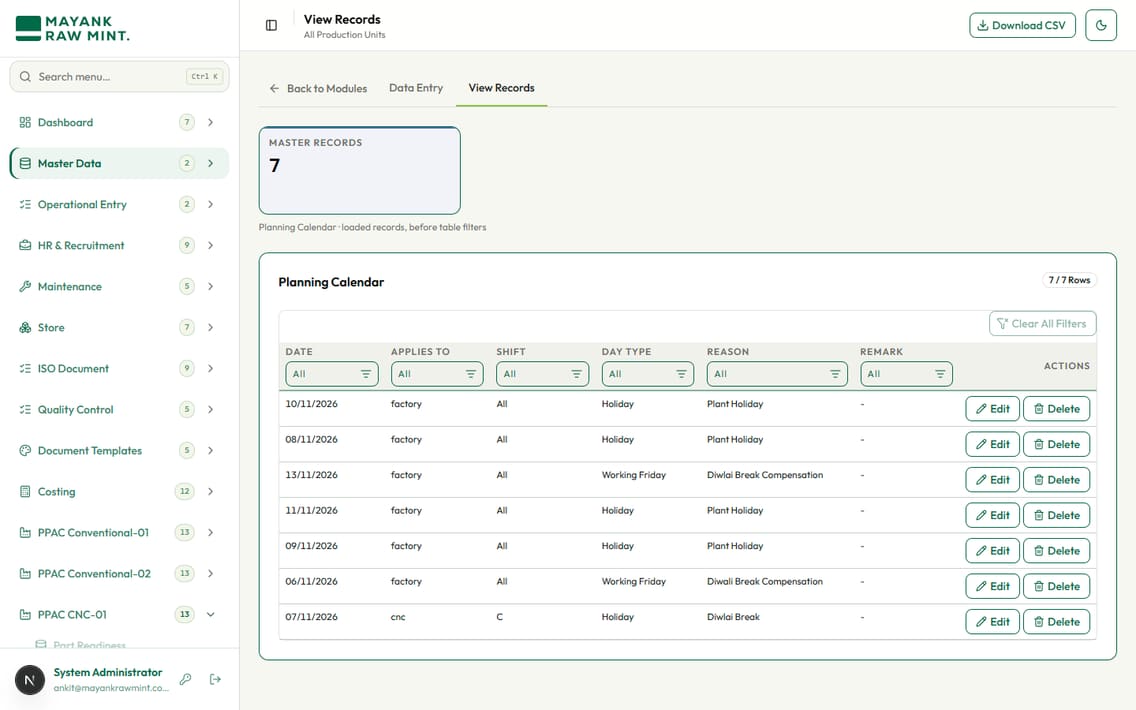 MAYANK
RAW MINT.
Search menu...
Ctrl K
Dashboard 7
Master Data 2
Operational Entry 2
HR & Recruitment 9
Maintenance 5
Store 7
ISO Document 9
Quality Control 5
Document Templates 5
Costing 12
PPAC Conventional-01 13
PPAC Conventional-02 13
PPAC CNC-01 13
Part Readiness
N
System Administrator
ankit@mayankrawmint.co...
View Records
All Production Units
Download CSV
Back to Modules Data Entry View Records
MASTER RECORDS
7
Planning Calendar · loaded records, before table filters
Planning Calendar
7 / 7 Rows
Clear All Filters
DATE APPLIES TO SHIFT DAY TYPE REASON REMARK ACTIONS
All All All All All All
10/11/2026 factory All Holiday Plant Holiday - Edit Delete
08/11/2026 factory All Holiday Plant Holiday - Edit Delete
13/11/2026 factory All Working Friday Diwlai Break Compensation - Edit Delete
11/11/2026 factory All Holiday Plant Holiday - Edit Delete
09/11/2026 factory All Holiday Plant Holiday - Edit Delete
06/11/2026 factory All Working Friday Diwali Break Compensation - Edit Delete
07/11/2026 cnc C Holiday Diwlai Break - Edit Delete